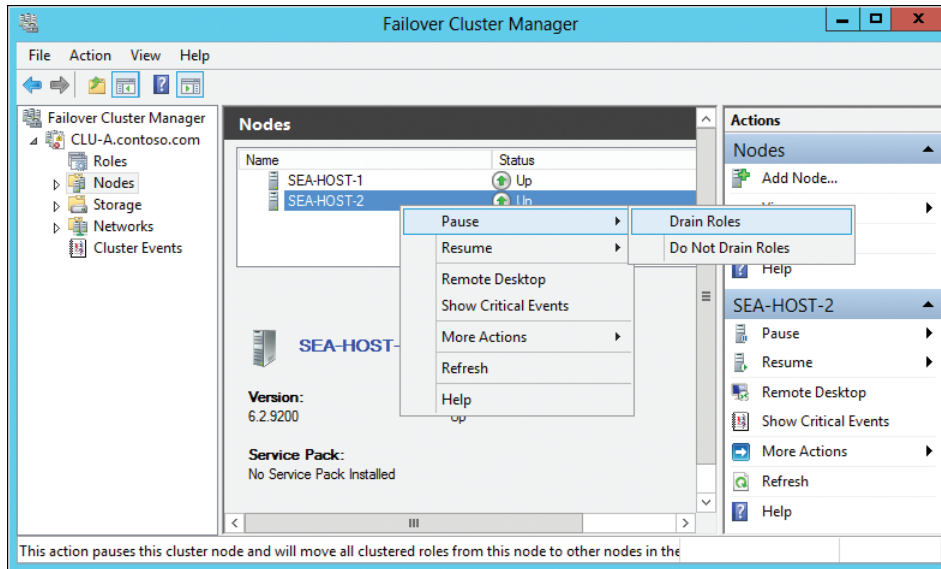 Failover Cluster Manager
File Action View Help
Failover Cluster Manager
CLU-A.contoso.com
Roles
Nodes
Storage
Networks
Cluster Events
Nodes
Name Status
SEA-HOST-1 Up
SEA-HOST-2 Up
Pause
Resume
Remote Desktop
Show Critical Events
More Actions
Refresh
Help
Drain Roles
Do Not Drain Roles
SEA-HOST-
Version:
6.2.9200
Service Pack:
No Service Pack Installed
Actions
Nodes
Add Node...
Help
SEA-HOST-2
Pause
Resume
Remote Desktop
Show Critical Events
More Actions
Refresh
Help
This action pauses this cluster node and will move all clustered roles from this node to other nodes in the